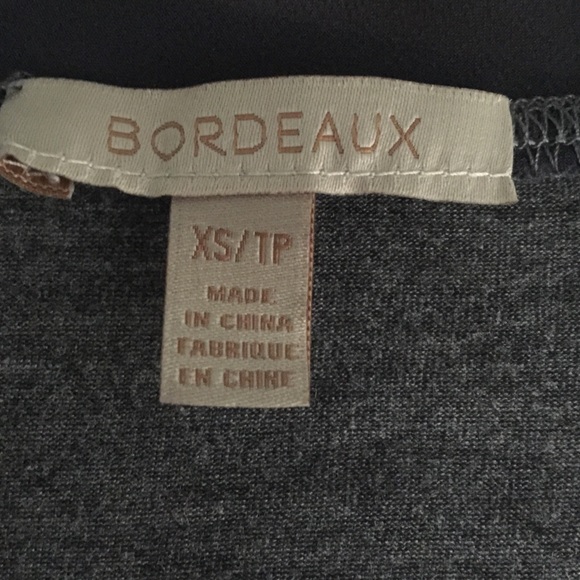 BORDEAUX
XS/TP
MADE
IN CHINA
FABRIQUE
EN CHINE